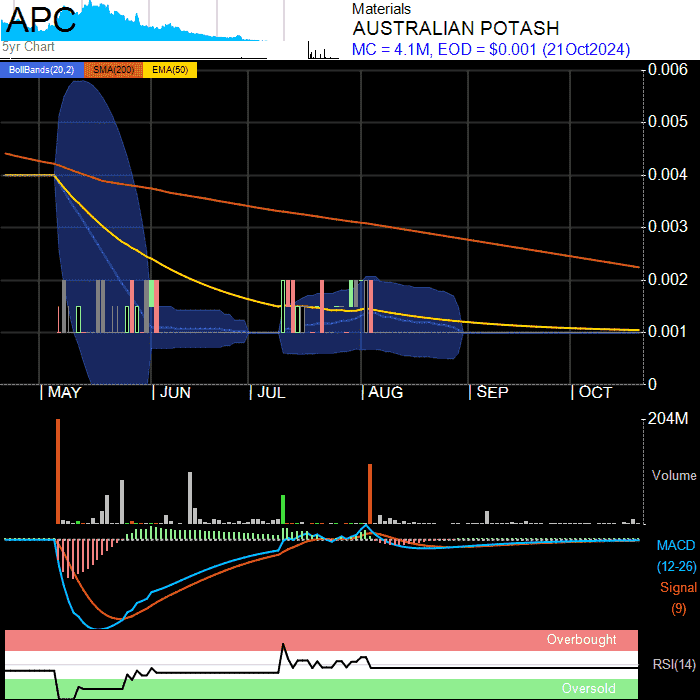 APC
5yr Chart
Materials
AUSTRALIAN POTASH
MC = 4.1M, EOD = $0.001 (21Oct2024)
BollBands(20,2) SMA(200) EMA(50)
0.006
0.005
0.004
0.003
0.002
0.001
0
MAY JUN JUL AUG SEP OCT
204M
Volume
MACD
(12-26)
Signal
(9)
Overbought
RSI(14)
Oversold